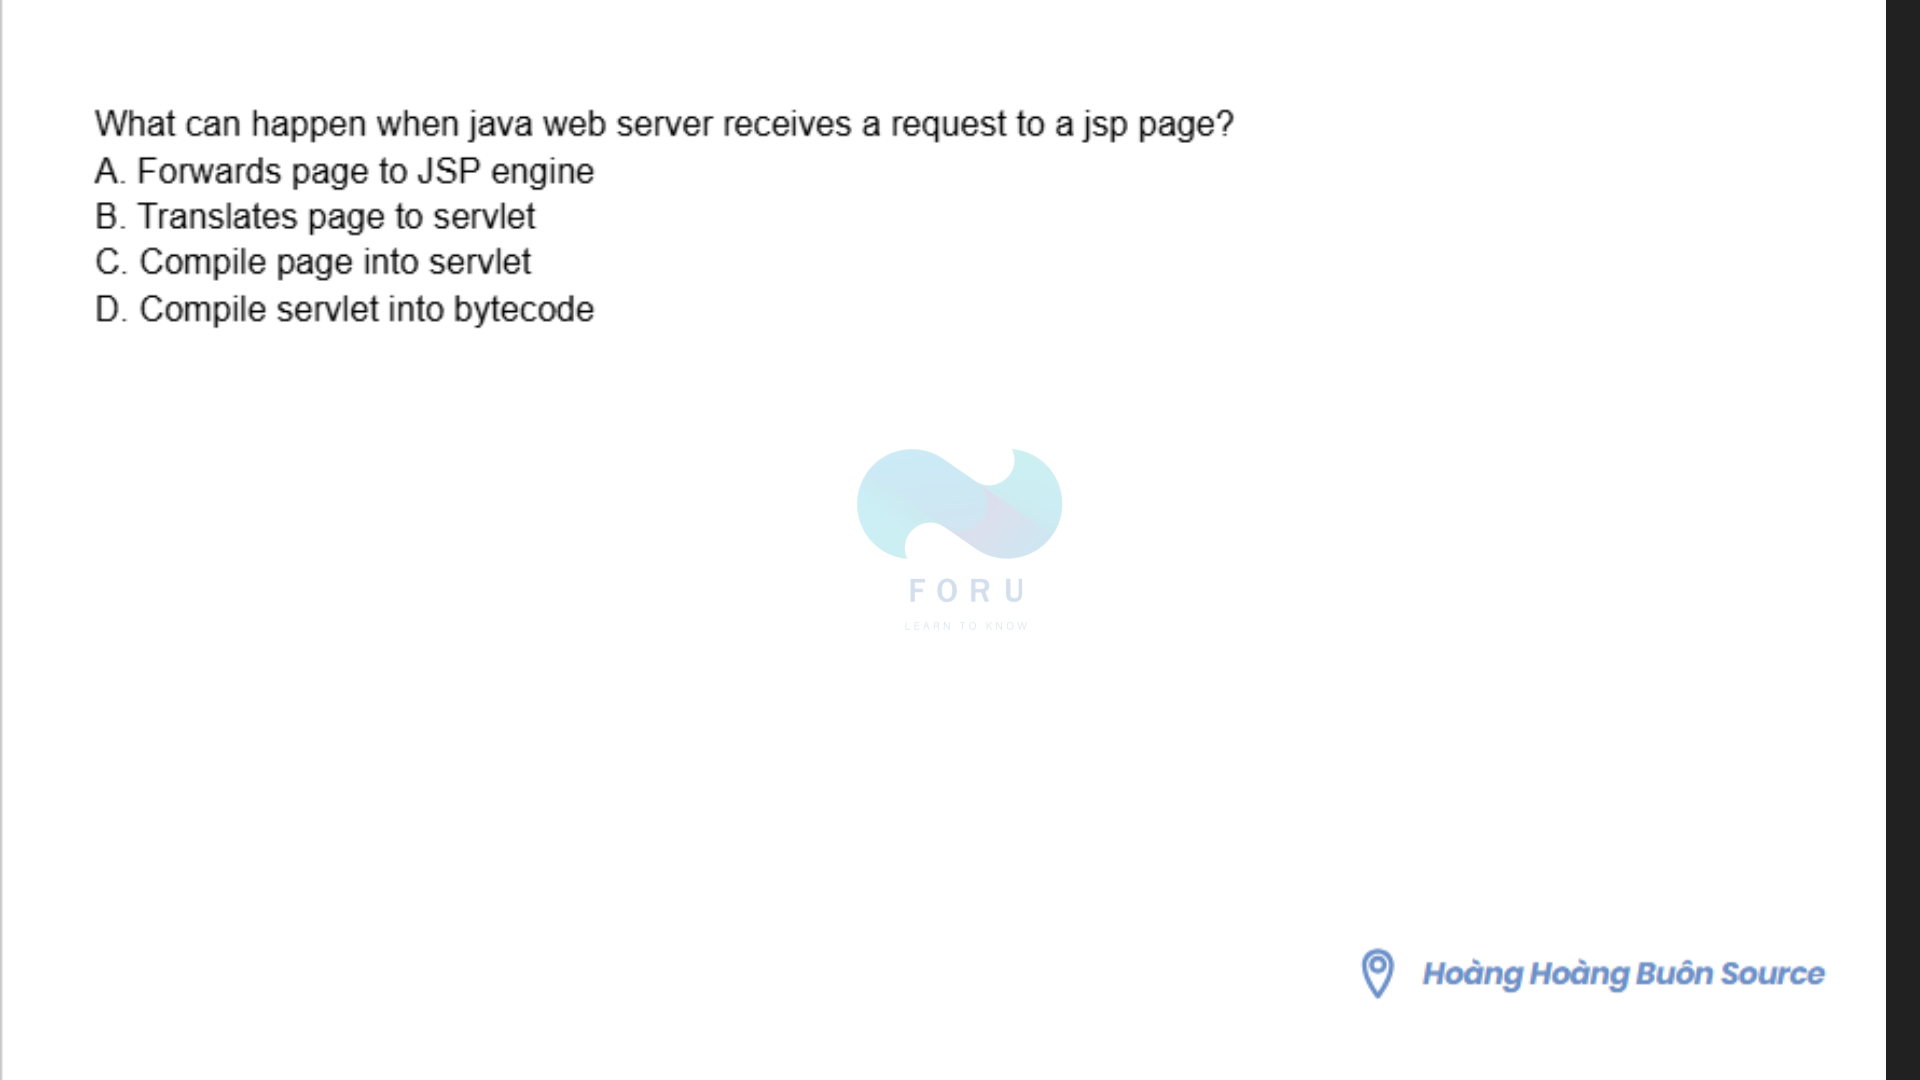 What can happen when java web server receives a request to a jsp page?
A. Forwards page to JSP engine
B. Translates page to servlet
C. Compile page into servlet
D. Compile servlet into bytecode
FORU
LEARN TO KNOW
Hoàng Hoàng Buôn Source